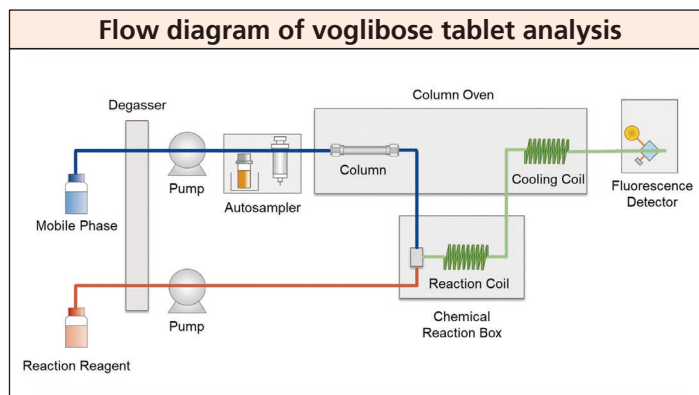 Flow diagram of voglibose tablet analysis
Column Oven
Degasser
Pump
Autosampler
Column
Cooling Coil
Fluorescence
Detector
Mobile Phase
Reaction Coil
Pump
Chemical
Reaction Box
Reaction Reagent